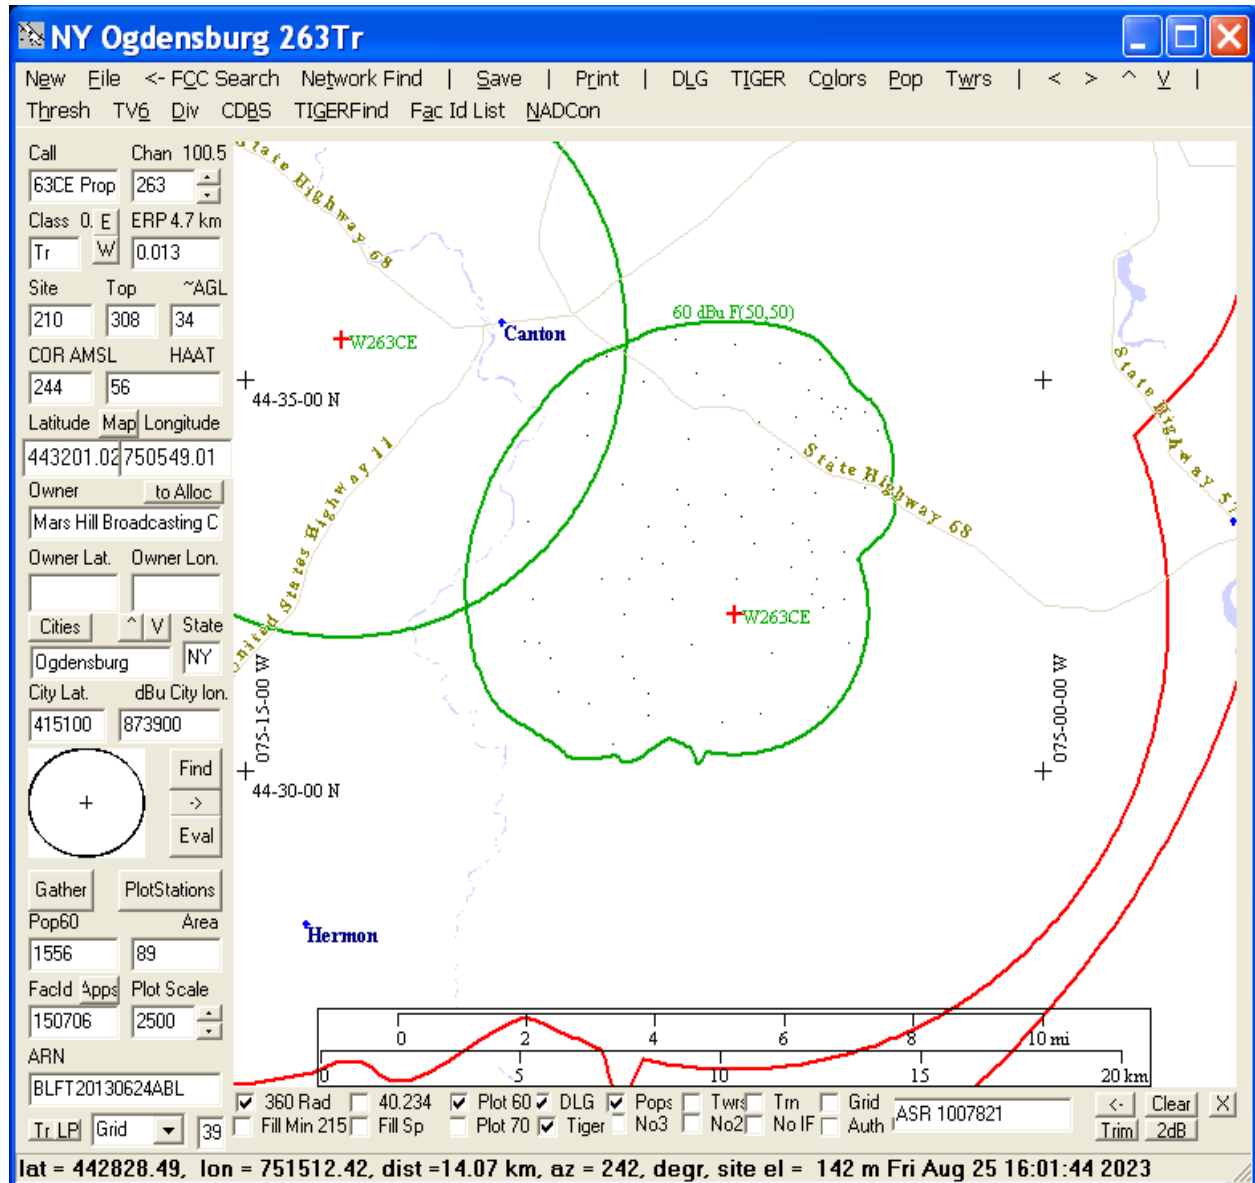 NY Ogdensburg 263Tr
New File <- FCC Search Network Find | Save | Print | DLG TIGER Colors Pop Twrs | < > ^ V |
Thresh TV6 Div CDBS TIGERFind Fac Id List NADCon
Call Chan 100.5
63CE Prop 263
Class 0. E ERP 4.7 km
Tr W 0.013
Site Top ~AGL
210 308 34
COR AMSL HAAT
244 56
Latitude Map Longitude
443201.02 750549.01
Owner to Alloc
Mars Hill Broadcasting C
Owner Lat. Owner Lon.
Cities ^ V State
Ogdensburg NY
City Lat. dBu City lon.
415100 873900
Find
->
Eval
Gather PlotStations
Pop60 Area
1556 89
FacId Apps Plot Scale
150706 2500
ARN
BLFT20130624ABL
Tr LP Grid 39
State Highway 68
W263CE
Canton
60 dBu F(50,50)
44-35-00 N
State Highway 57
United States Highway 11
State Highway 68
W263CE
075-15-00 W
075-00-00 W
44-30-00 N
Hermon
0 2 4 6 8 10 mi
0 5 10 15 20 km
360 Rad 40.234 Plot 60 DLG Pops Twrs Trn Grid ASR 1007821 <- Clear X
Fill Min 215 Fill Sp Plot 70 Tiger No3 No2 No IF Auth Trim 2dB
lat = 442828.49, lon = 751512.42, dist =14.07 km, az = 242, degr, site el = 142 m Fri Aug 25 16:01:44 2023